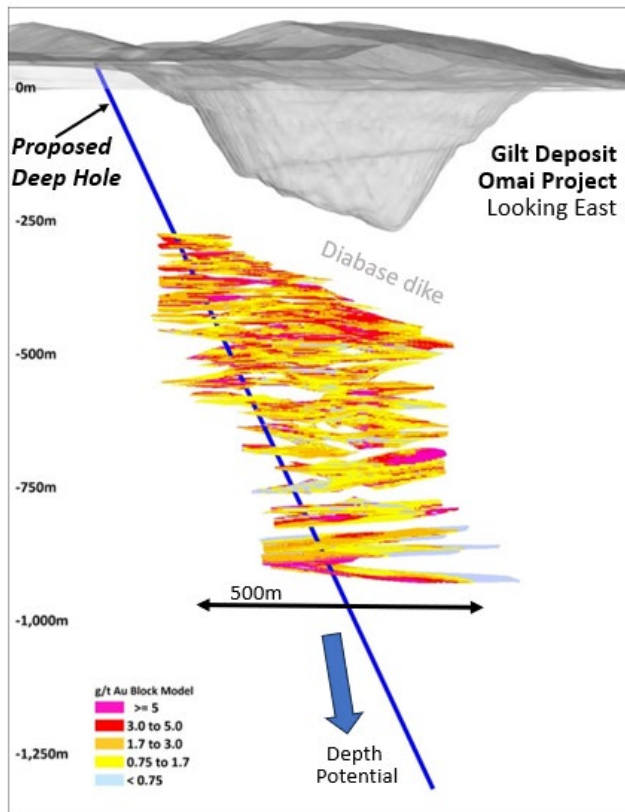 0m
Proposed
Deep Hole
Gilt Deposit
Omai Project
Looking East
-250m
Diabase dike
-500m
-750m
500m
-1,000m
g/t Au Block Model
>= 5
3.0 to 5.0
1.7 to 3.0
0.75 to 1.7
< 0.75
-1,250m
Depth
Potential